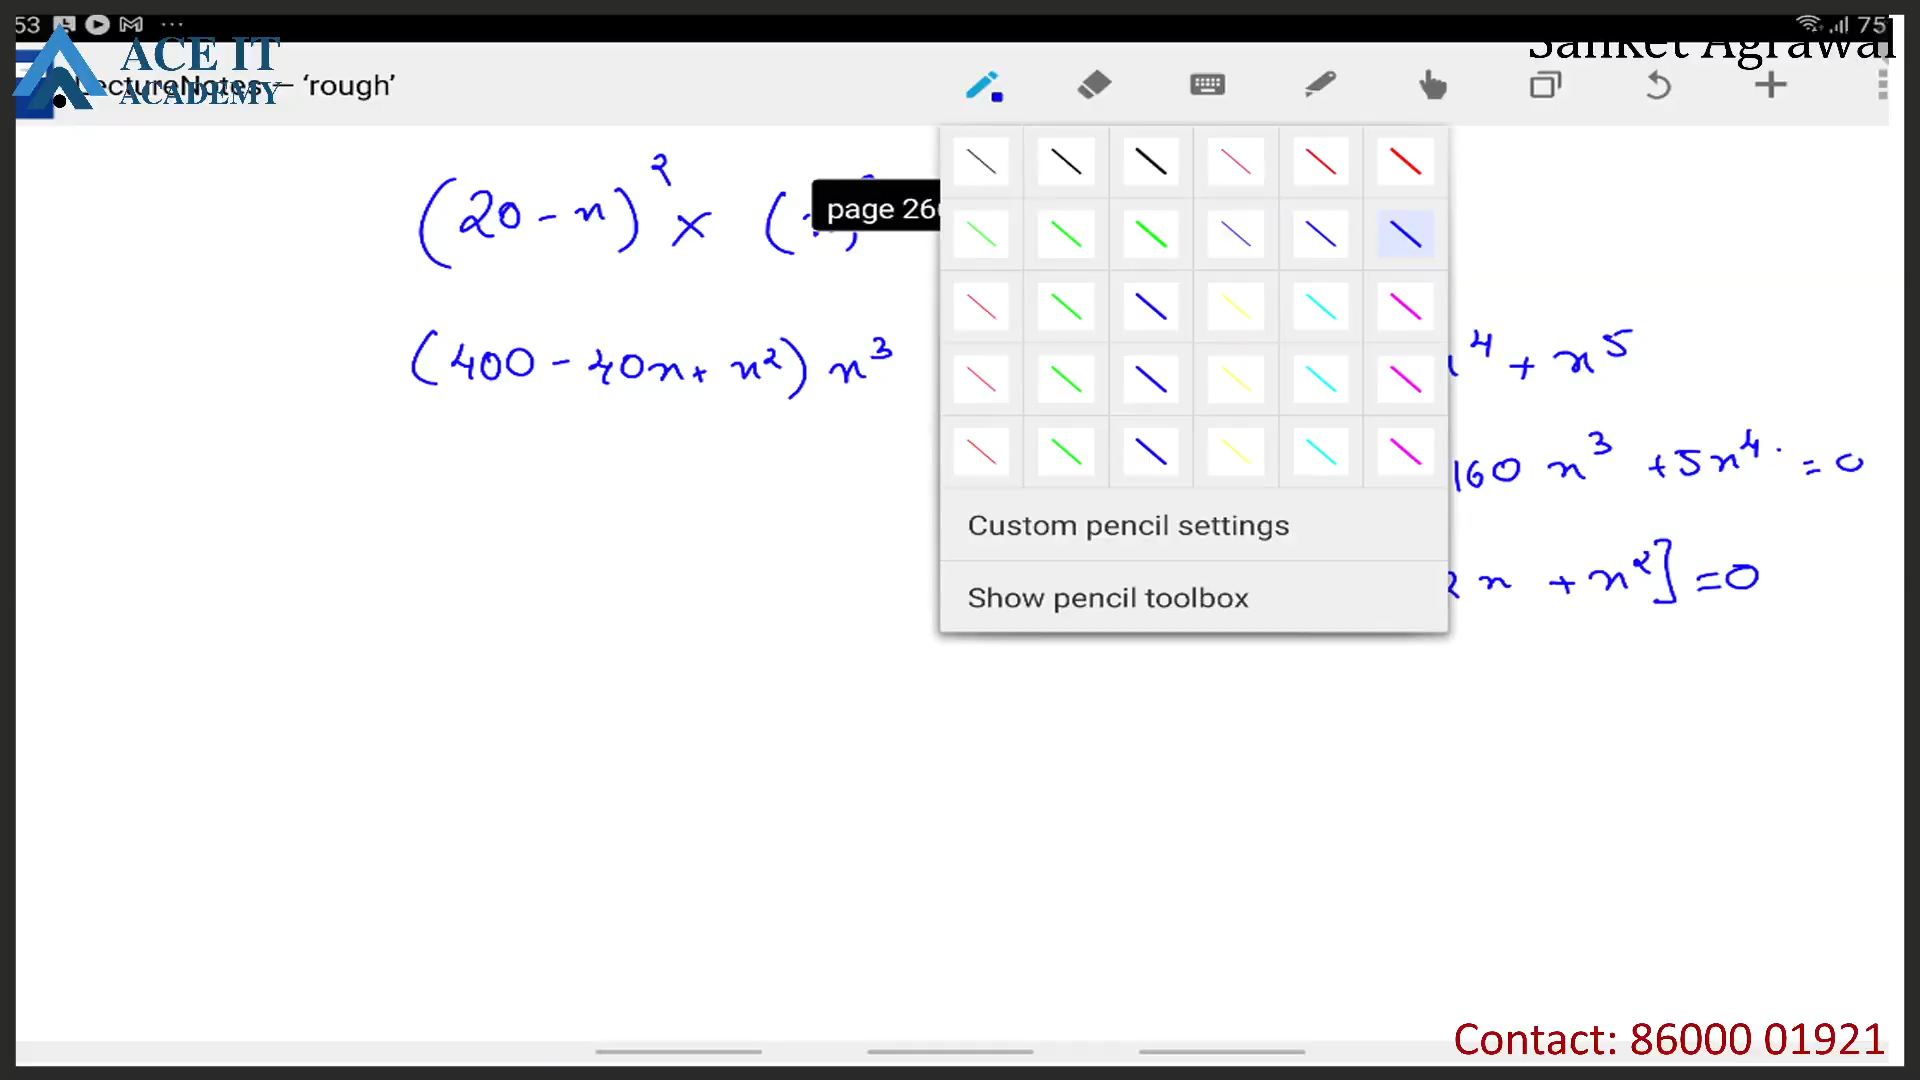 53 75
ACE IT
ACADEMY
Sanket Agrawal
LectureNotes — ‘rough’
(20 - x)² × (
page 26
(400 - 40x + x²) x³
⁴ + x⁵
160 x³ + 5x⁴ = 0
2x + x²] = 0
Custom pencil settings
Show pencil toolbox
Contact: 86000 01921